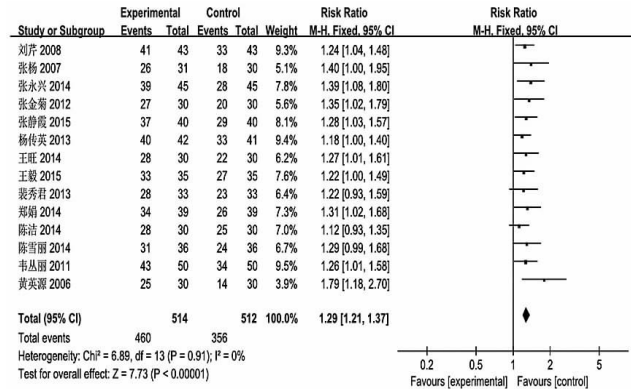 Experimental Control Risk Ratio Risk Ratio
Study or Subgroup Events Total Events Total Weight M-H, Fixed, 95% CI M-H, Fixed, 95% CI
刘芹 2008 41 43 33 43 9.3% 1.24 [1.04, 1.48]
张杨 2007 26 31 18 30 5.1% 1.40 [1.00, 1.95]
张永兴 2014 39 45 28 45 7.9% 1.39 [1.08, 1.80]
张金菊 2012 27 30 20 30 5.6% 1.35 [1.02, 1.79]
张静霞 2015 37 40 29 40 8.1% 1.28 [1.03, 1.57]
杨传英 2013 40 42 33 41 9.4% 1.18 [1.00, 1.40]
王旺 2014 28 30 22 30 6.2% 1.27 [1.01, 1.61]
王毅 2015 33 35 27 35 7.6% 1.22 [1.00, 1.49]
裴秀君 2013 28 33 23 33 6.5% 1.22 [0.93, 1.59]
郑娟 2014 34 39 26 39 7.3% 1.31 [1.02, 1.68]
陈洁 2014 28 30 25 30 7.0% 1.12 [0.93, 1.35]
陈雪丽 2014 31 36 24 36 6.7% 1.29 [0.99, 1.68]
韦丛丽 2011 43 50 34 50 9.5% 1.26 [1.01, 1.58]
黄英源 2006 25 30 14 30 3.9% 1.79 [1.18, 2.70]
Total (95% CI) 514 512 100.0% 1.29 [1.21, 1.37]
Total events 460 356
Heterogeneity: Chi² = 6.89, df = 13 (P = 0.91); I² = 0%
Test for overall effect: Z = 7.73 (P < 0.00001)
0.2 0.5 1 2 5
Favours [experimental] Favours [control]